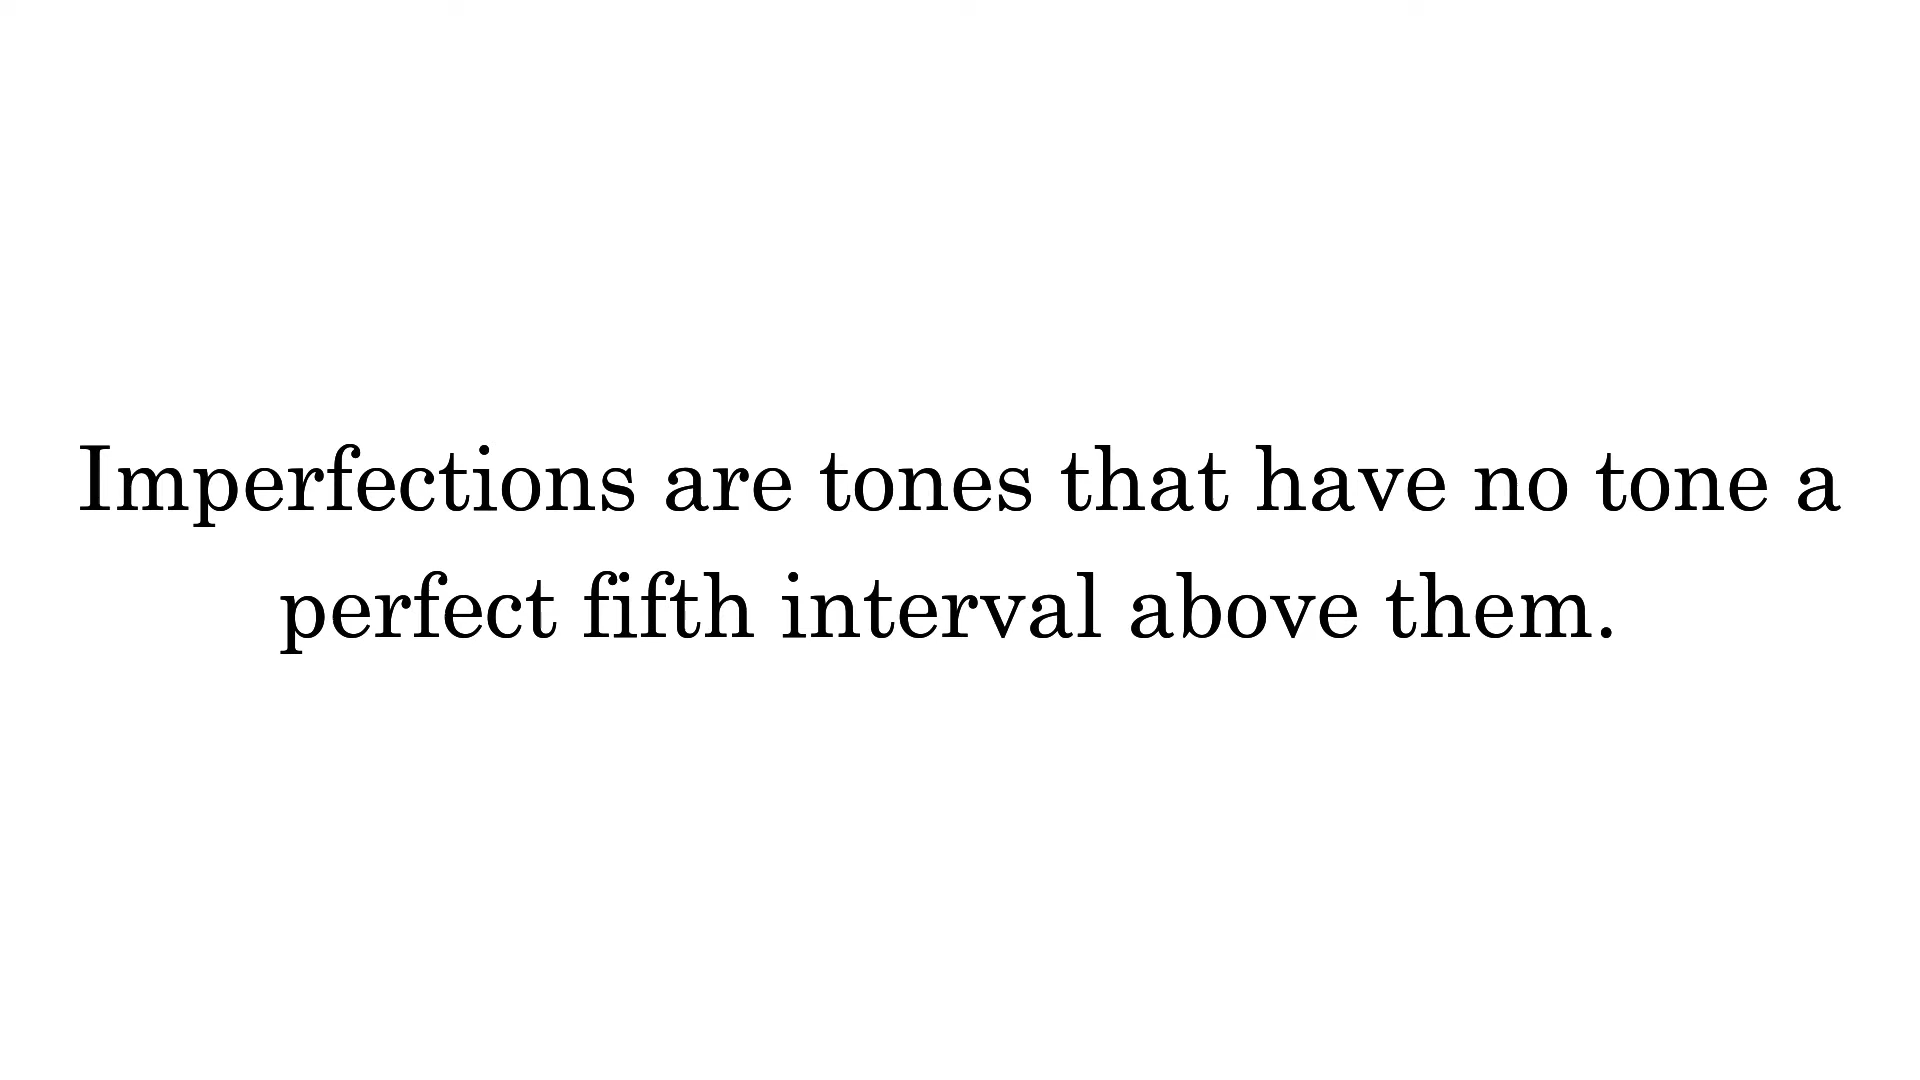 Imperfections are tones that have no tone a
perfect fifth interval above them.